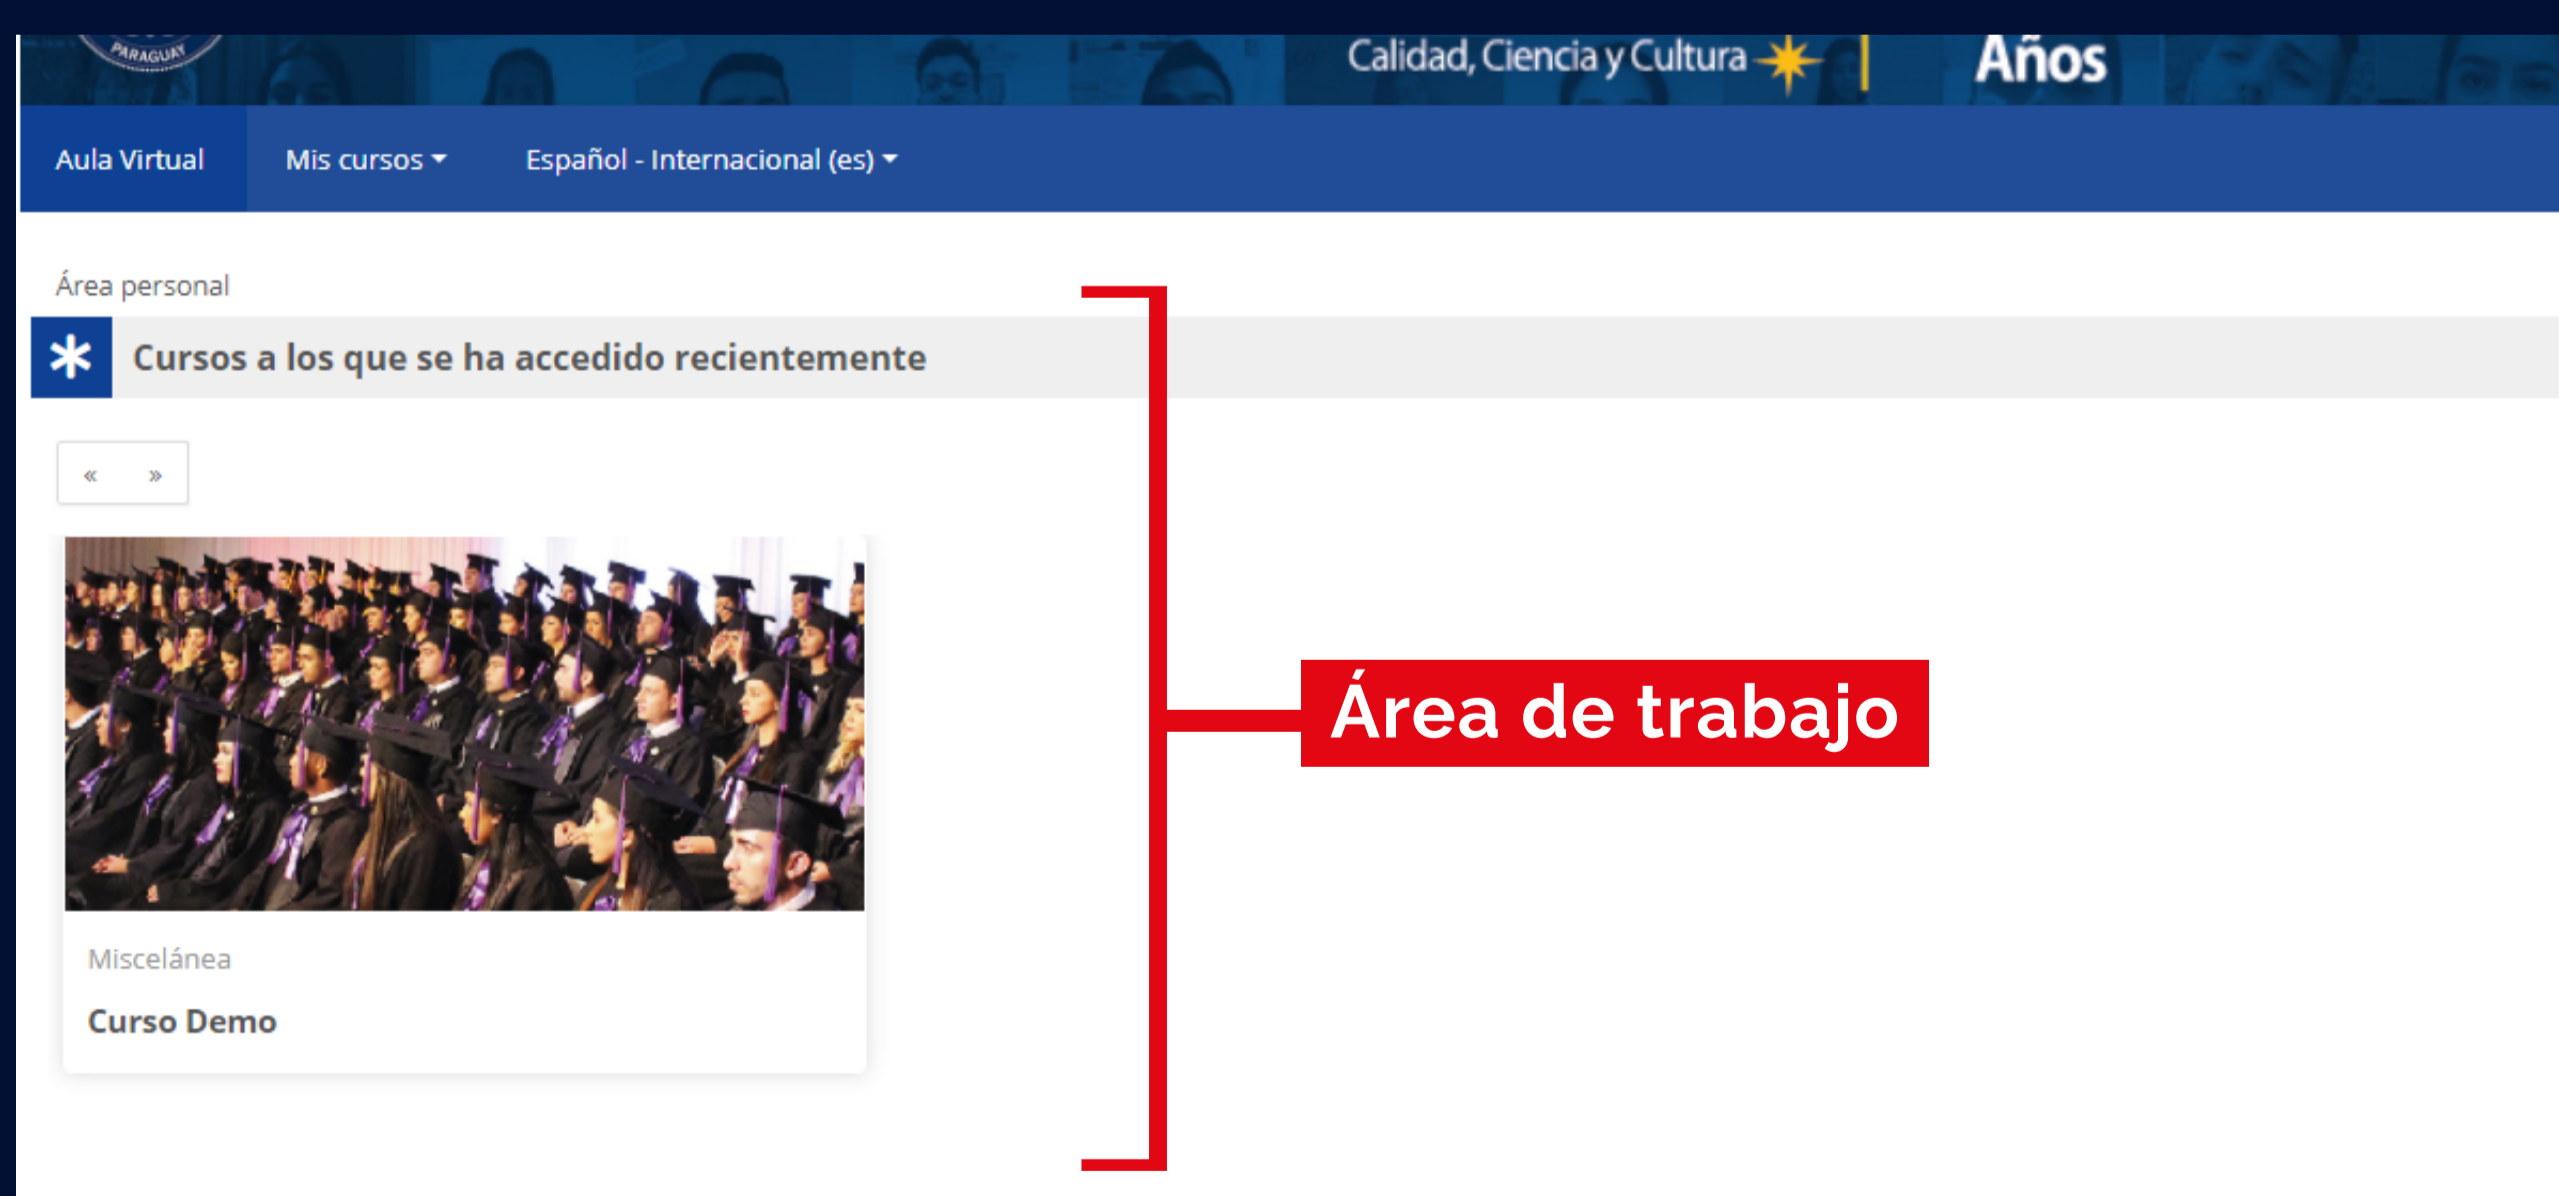 PARAGUAY
Calidad, Ciencia y Cultura
Años
Aula Virtual Mis cursos Español - Internacional (es)
Área personal
Cursos a los que se ha accedido recientemente
« »
Área de trabajo
Miscelánea
Curso Demo